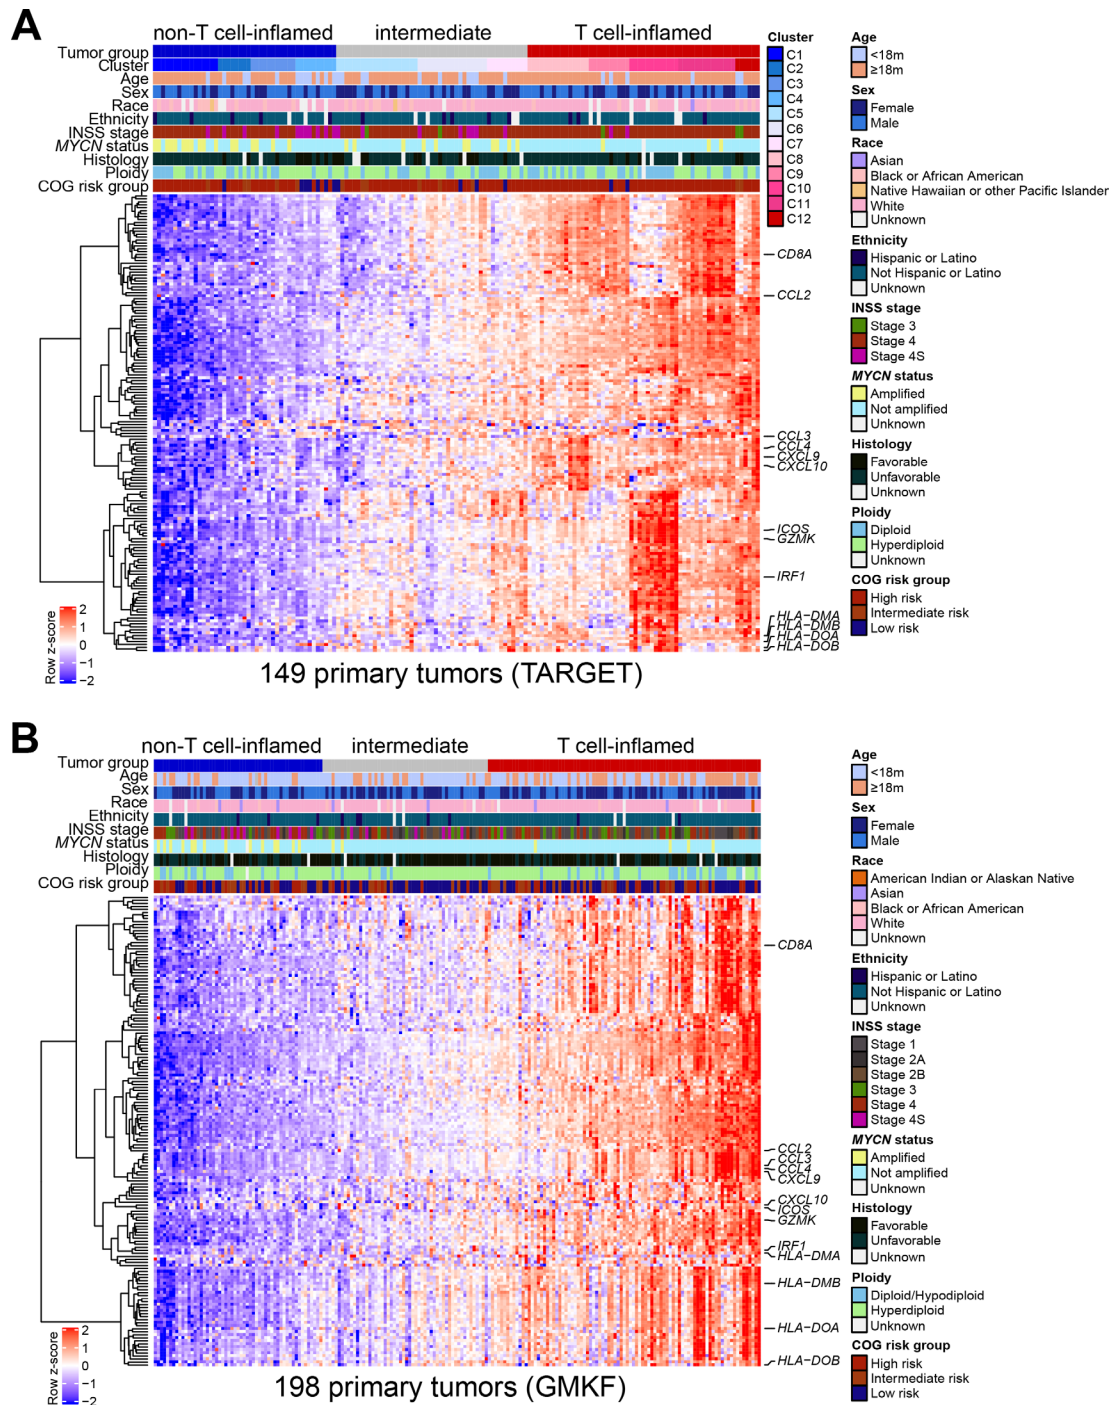 A
non-T cell-inflamed intermediate T cell-inflamed
Tumor group
Cluster
Age
Sex
Race
Ethnicity
INSS stage
MYCN status
Histology
Ploidy
COG risk group
CD8A
CCL2
CCL3
CCL4
CXCL9
CXCL10
ICOS
GZMK
IRF1
HLA−DMA
HLA−DMB
HLA−DOA
HLA−DOB
Row z-score
2
1
0
−1
−2
149 primary tumors (TARGET)
Cluster
C1
C2
C3
C4
C5
C6
C7
C8
C9
C10
C11
C12
Age
<18m
≥18m
Sex
Female
Male
Race
Asian
Black or African American
Native Hawaiian or other Pacific Islander
White
Unknown
Ethnicity
Hispanic or Latino
Not Hispanic or Latino
Unknown
INSS stage
Stage 3
Stage 4
Stage 4S
MYCN status
Amplified
Not amplified
Unknown
Histology
Favorable
Unfavorable
Unknown
Ploidy
Diploid
Hyperdiploid
Unknown
COG risk group
High risk
Intermediate risk
Low risk
B
non-T cell-inflamed intermediate T cell-inflamed
Tumor group
Age
Sex
Race
Ethnicity
INSS stage
MYCN status
Histology
Ploidy
COG risk group
CD8A
CCL2
CCL3
CCL4
CXCL9
CXCL10
ICOS
GZMK
IRF1
HLA−DMA
HLA−DMB
HLA−DOA
HLA−DOB
Row z-score
2
1
0
−1
−2
198 primary tumors (GMKF)
Age
<18m
≥18m
Sex
Female
Male
Race
American Indian or Alaskan Native
Asian
Black or African American
White
Unknown
Ethnicity
Hispanic or Latino
Not Hispanic or Latino
Unknown
INSS stage
Stage 1
Stage 2A
Stage 2B
Stage 3
Stage 4
Stage 4S
MYCN status
Amplified
Not amplified
Unknown
Histology
Favorable
Unfavorable
Unknown
Ploidy
Diploid/Hypodiploid
Hyperdiploid
Unknown
COG risk group
High risk
Intermediate risk
Low risk